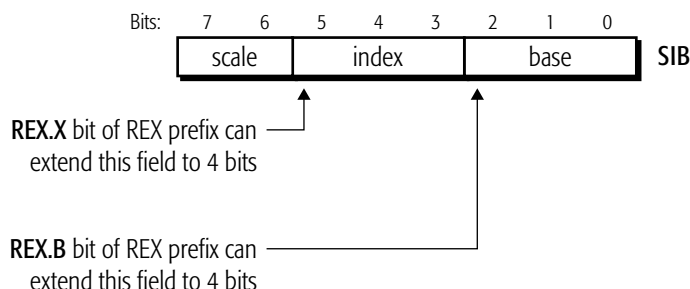 Bits: 7 6 5 4 3 2 1 0
scale index base SIB
REX.X bit of REX prefix can
extend this field to 4 bits
REX.B bit of REX prefix can
extend this field to 4 bits